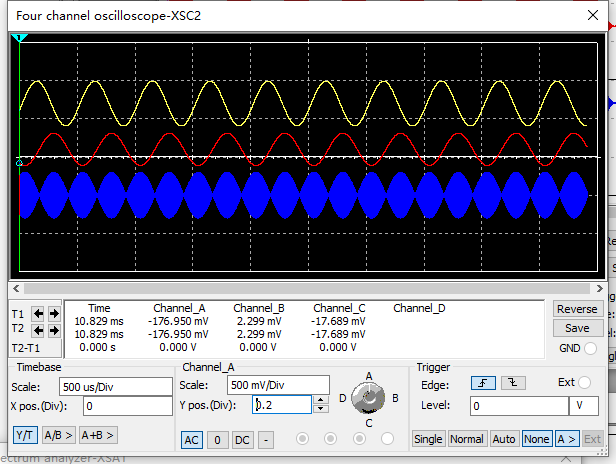 Four channel oscilloscope-XSC2
1
T1
T2
T2-T1
Time Channel_A Channel_B Channel_C Channel_D
10.829 ms -176.950 mV 2.299 mV -17.689 mV
10.829 ms -176.950 mV 2.299 mV -17.689 mV
0.000 s 0.000 V 0.000 V 0.000 V
Reverse
Save
GND
Timebase
Scale: 500 us/Div
X pos.(Div): 0
Y/T A/B > A+B >
Channel_A
Scale: 500 mV/Div
Y pos.(Div): 0.2
AC 0 DC -
A
D B
C
Trigger
Edge: Ext
Level: 0 V
Single Normal Auto None A > Ext
ectrum analyzer-XSA1